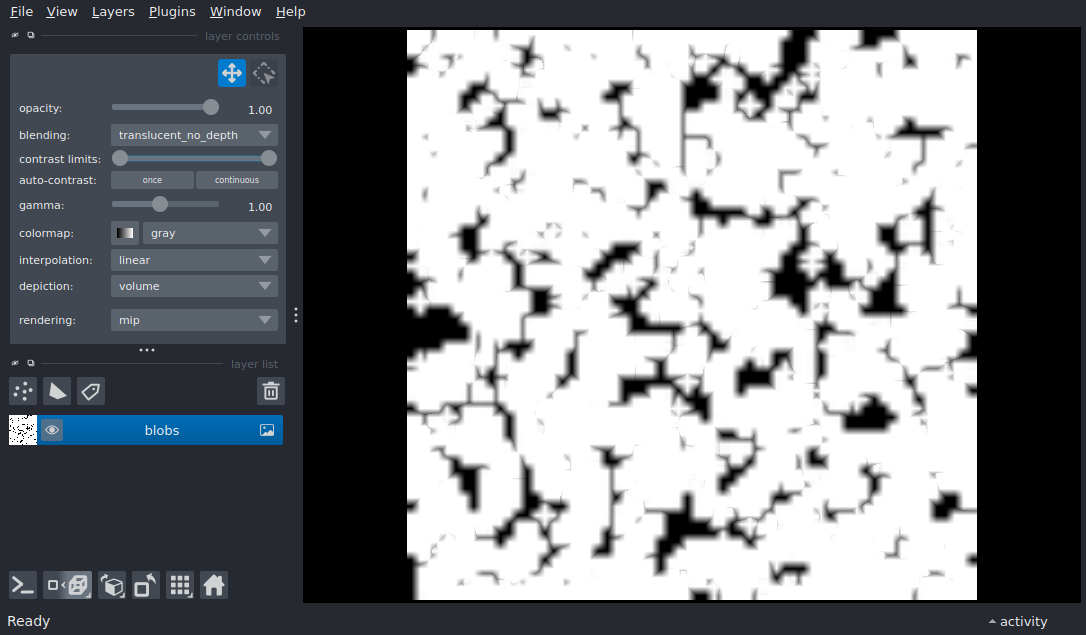 File View Layers Plugins Window Help
layer controls
opacity: 1.00
blending: translucent_no_depth
contrast limits:
auto-contrast: once continuous
gamma: 1.00
colormap: gray
interpolation: linear
depiction: volume
rendering: mip
layer list
blobs
Ready activity